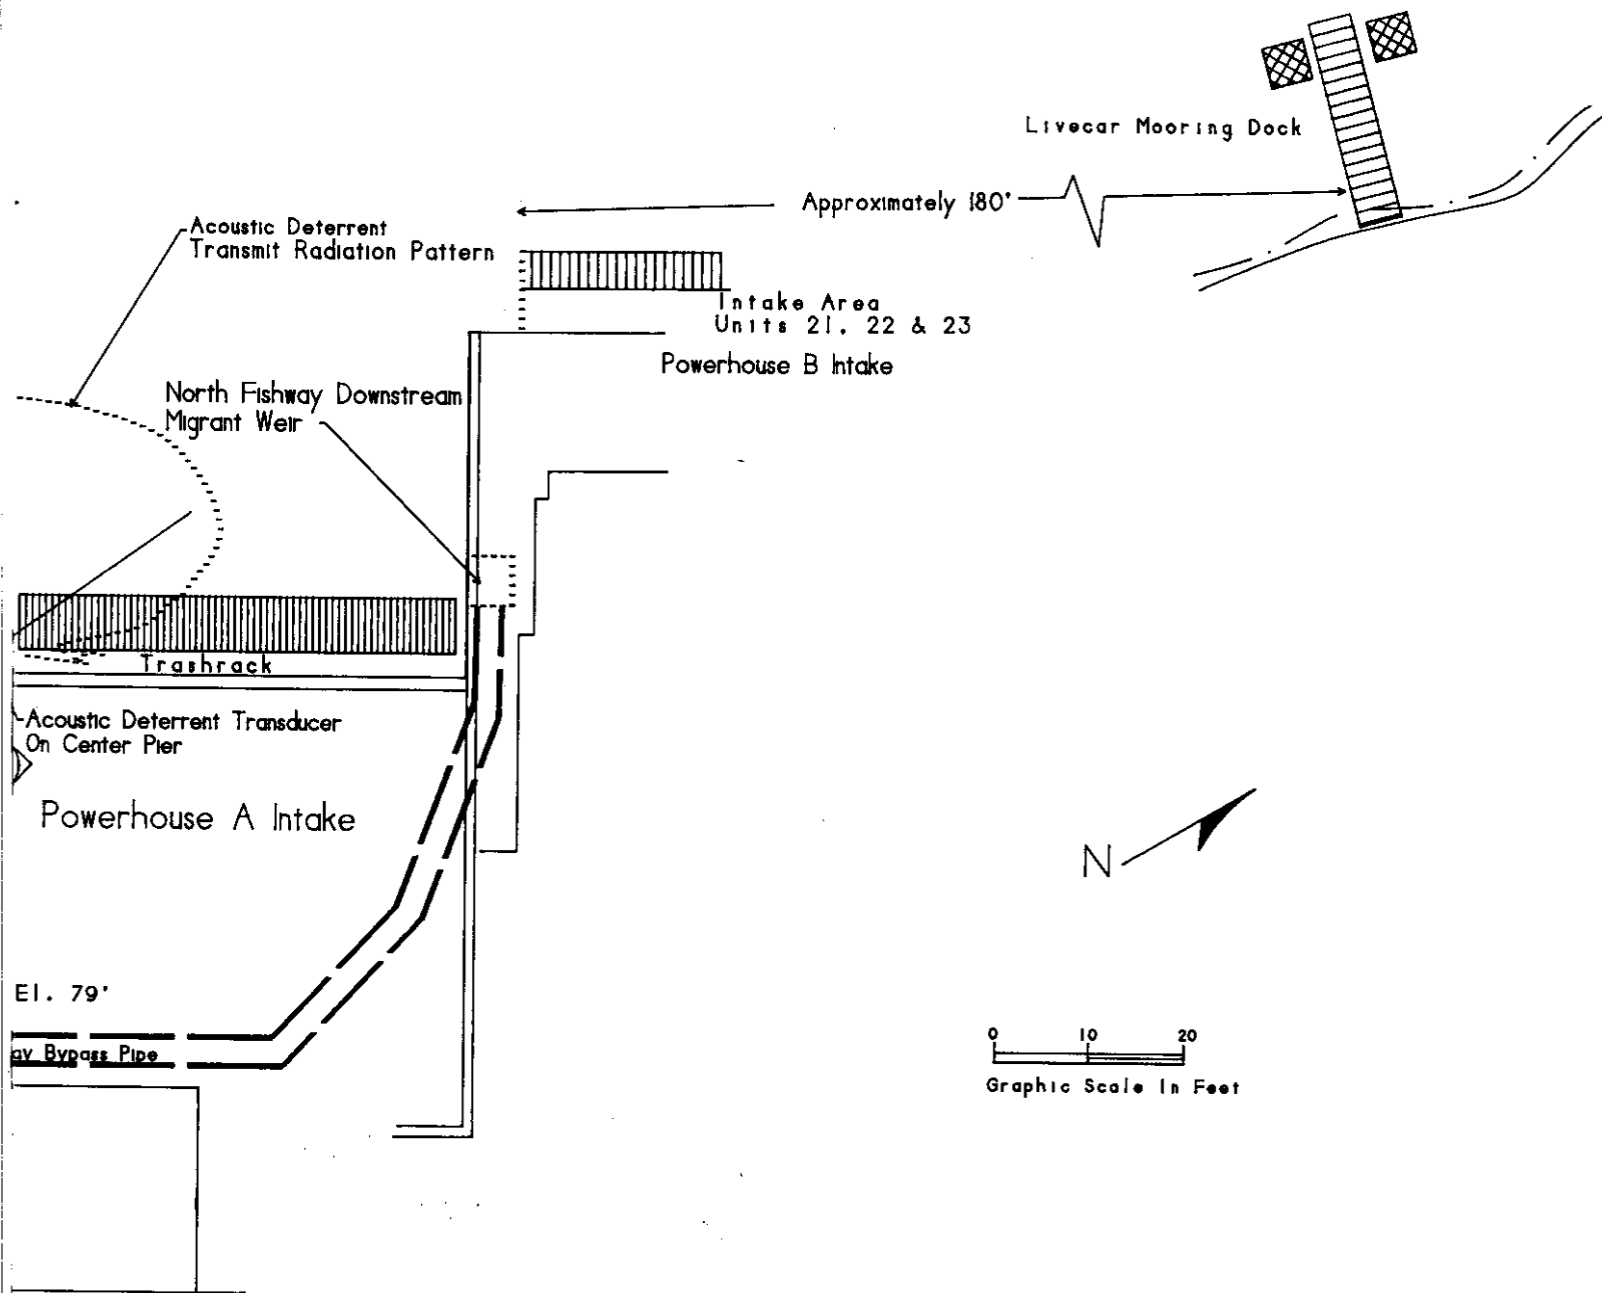 Livecar Mooring Dock
Approximately 180'
Acoustic Deterrent
Transmit Radiation Pattern
Intake Area
Units 21, 22 & 23
Powerhouse B Intake
North Fishway Downstream
Migrant Weir
Trashrack
Acoustic Deterrent Transducer
On Center Pier
Powerhouse A Intake
N
El. 79'
ay Bypass Pipe
0 10 20
Graphic Scale In Feet